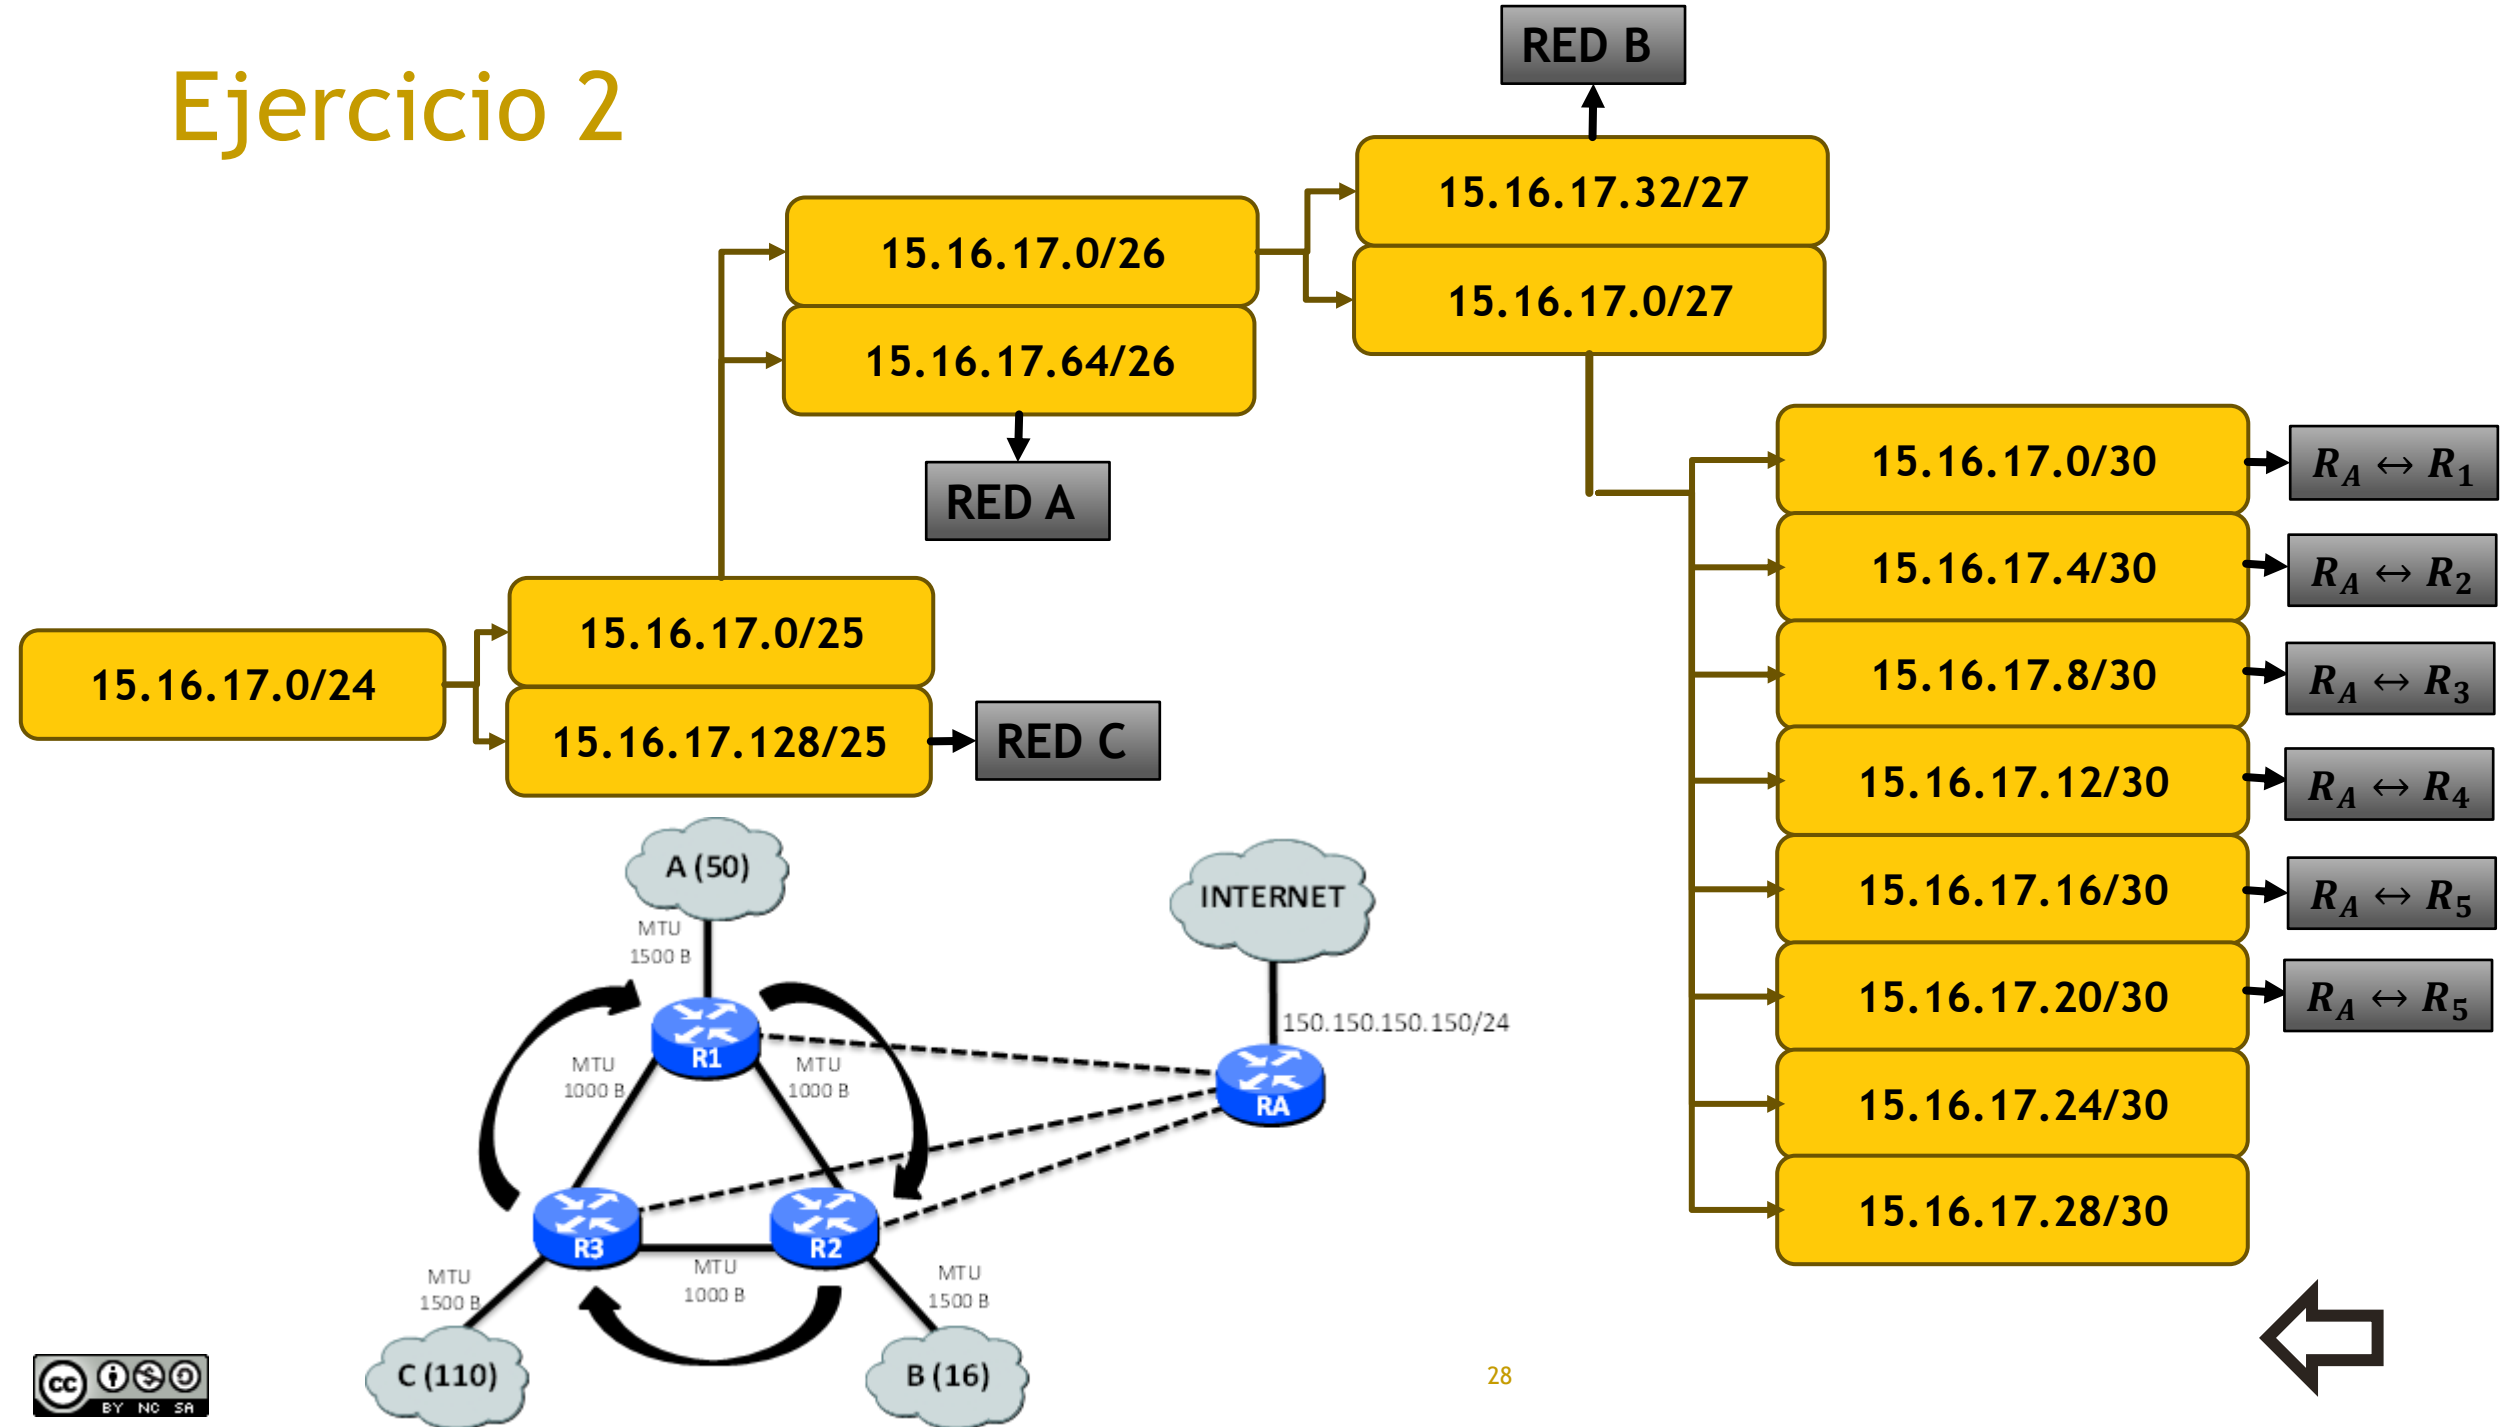 Ejercicio 2
RED B
15.16.17.32/27
15.16.17.0/27
15.16.17.0/26
15.16.17.64/26
RED A
15.16.17.0/25
15.16.17.128/25
15.16.17.0/24
RED C
15.16.17.0/30
R_A ↔ R_1
15.16.17.4/30
R_A ↔ R_2
15.16.17.8/30
R_A ↔ R_3
15.16.17.12/30
R_A ↔ R_4
15.16.17.16/30
R_A ↔ R_5
15.16.17.20/30
R_A ↔ R_5
15.16.17.24/30
15.16.17.28/30
A (50)
MTU
1500 B
INTERNET
150.150.150.150/24
R1
MTU
1000 B
MTU
1000 B
RA
R3
R2
MTU
1000 B
MTU
1500 B
MTU
1500 B
C (110)
B (16)
28
cc
BY NC SA